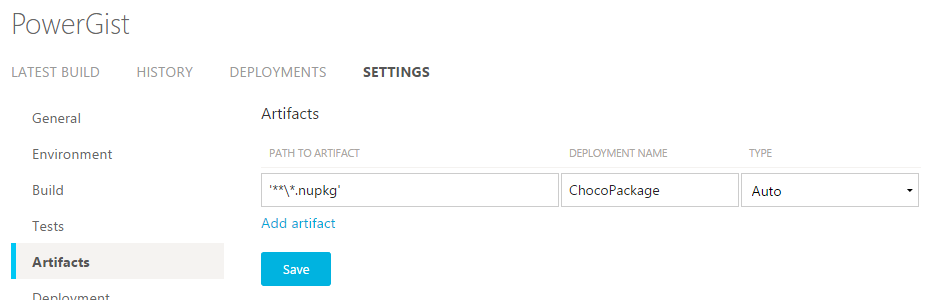 PowerGist
LATEST BUILD HISTORY DEPLOYMENTS SETTINGS
General
Environment
Build
Tests
Artifacts
Deployment
Artifacts
PATH TO ARTIFACT DEPLOYMENT NAME TYPE
'**\*.nupkg' ChocoPackage Auto
Add artifact
Save